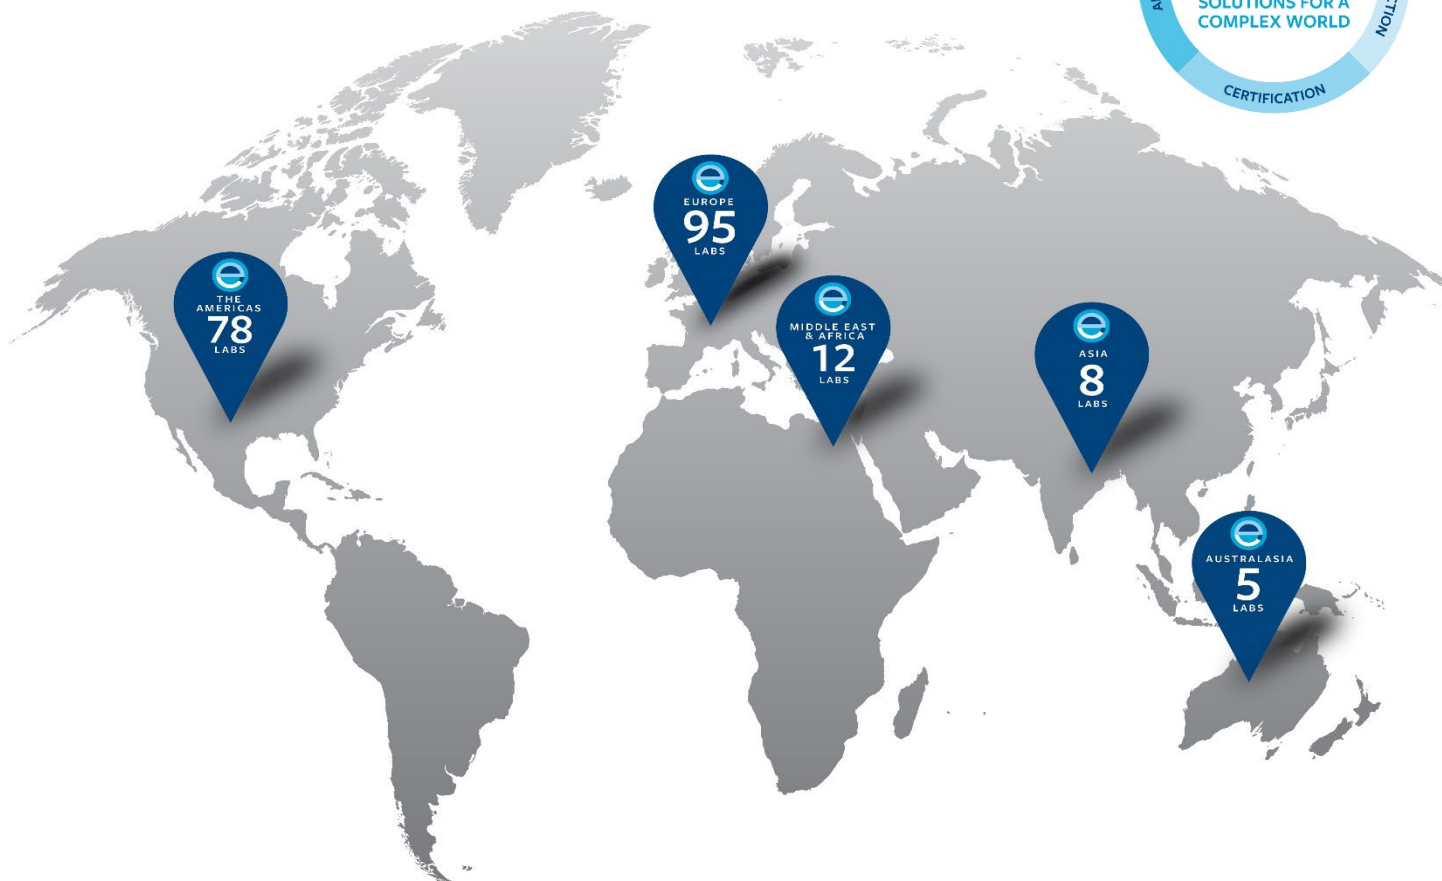 SOLUTIONS FOR A
COMPLEX WORLD
CERTIFICATION
EUROPE
95
LABS
THE
AMERICAS
78
LABS
MIDDLE EAST
& AFRICA
12
LABS
ASIA
8
LABS
AUSTRALASIA
5
LABS